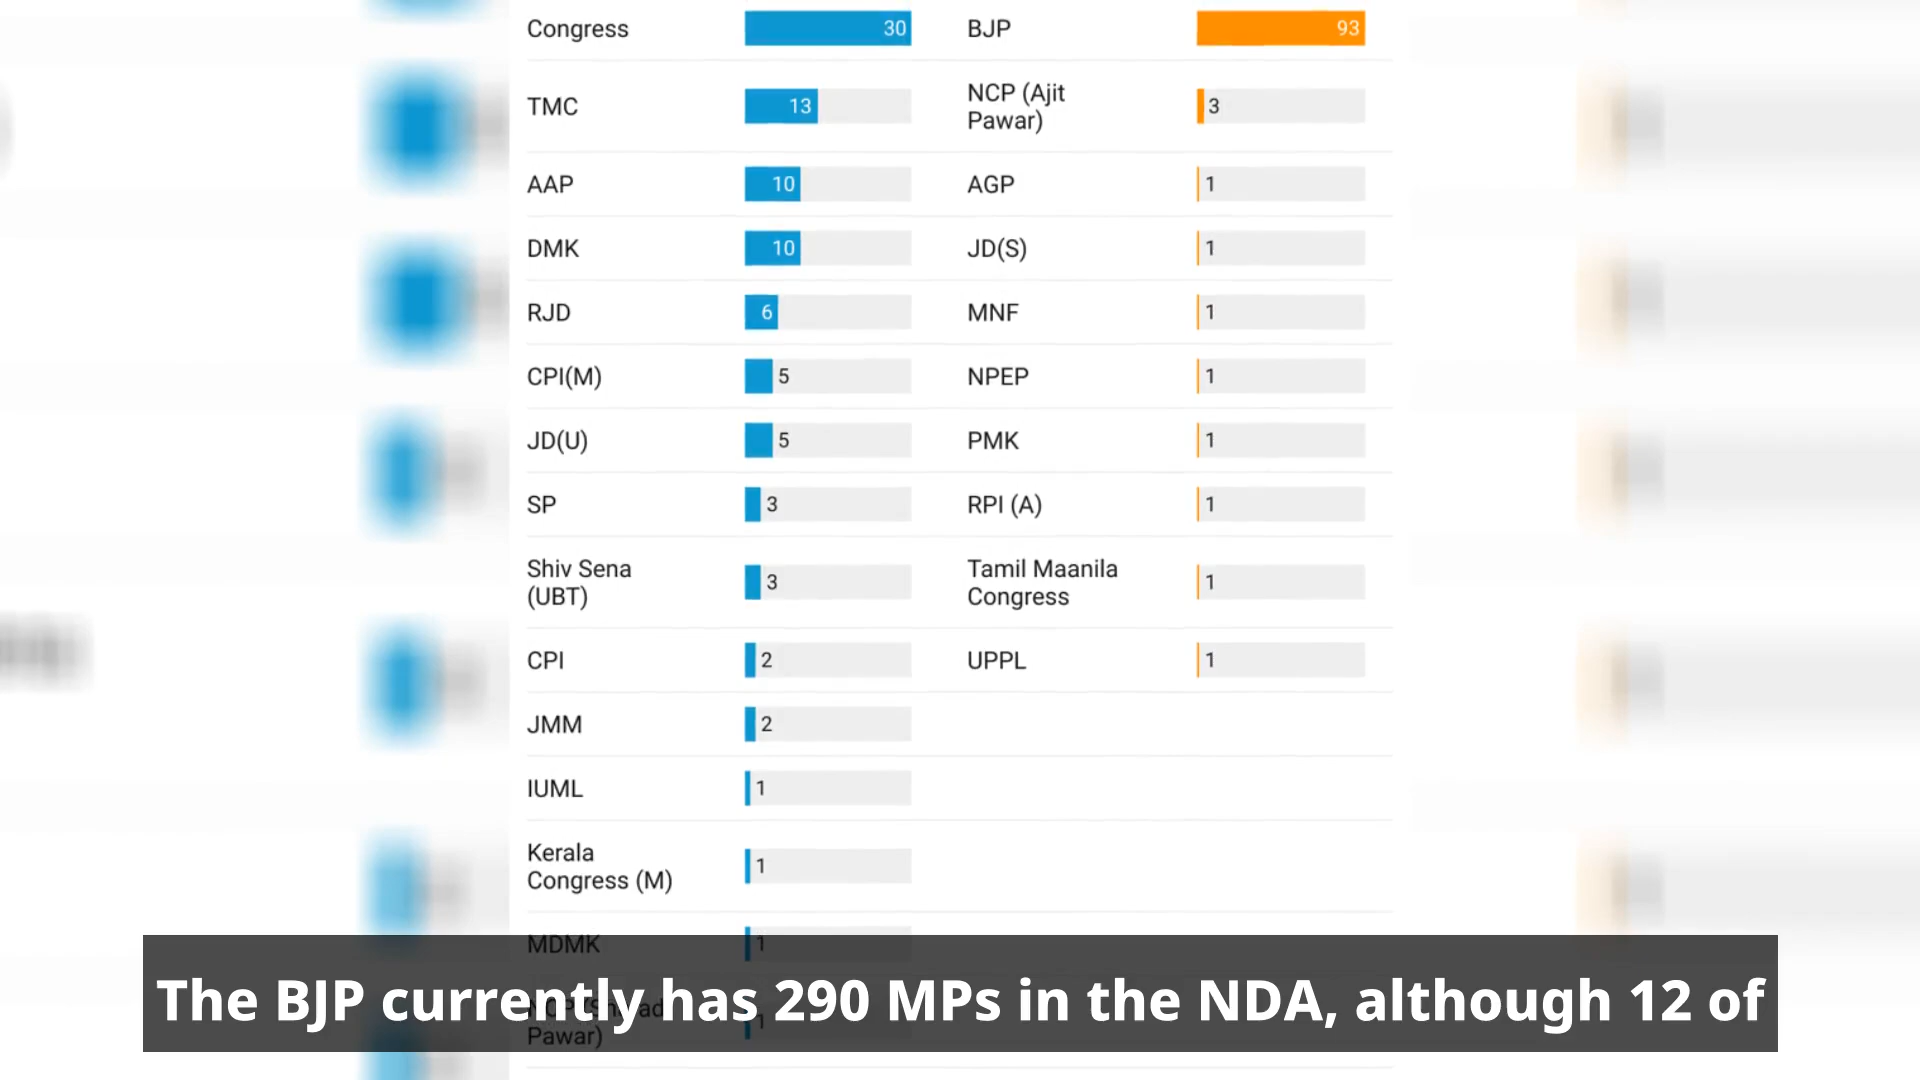 Congress 30 BJP 93
TMC 13 NCP (Ajit
Pawar) 3
AAP 10 AGP 1
DMK 10 JD(S) 1
RJD 6 MNF 1
CPI(M) 5 NPEP 1
JD(U) 5 PMK 1
SP 3 RPI (A) 1
Shiv Sena
(UBT) 3 Tamil Maanila
Congress 1
CPI 2 UPPL 1
JMM 2
IUML 1
Kerala
Congress (M) 1
MDMK 1
NCP (Sharad
Pawar) 1
The BJP currently has 290 MPs in the NDA, although 12 of